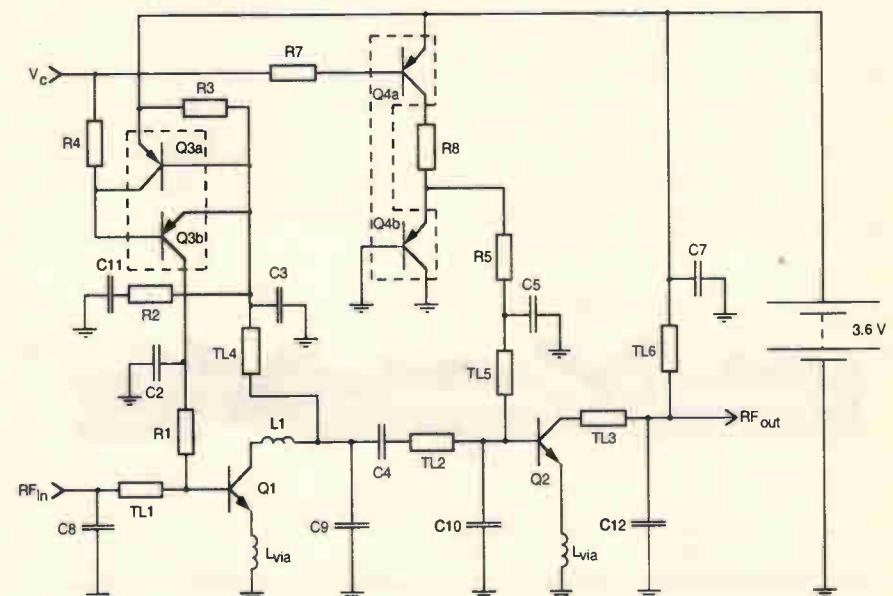 R7
Vc
Q4a
R3
R4
Q3a
R8
Q3b
Q4b
R5
C7
C11
C3
C5
R2
3.6 V
TL4
TL6
TL5
C2
L1
R1
RFout
TL3
C4
TL2
RFin
Q1
Q2
TL1
C8
C9
C10
C12
Lvia
Lvia